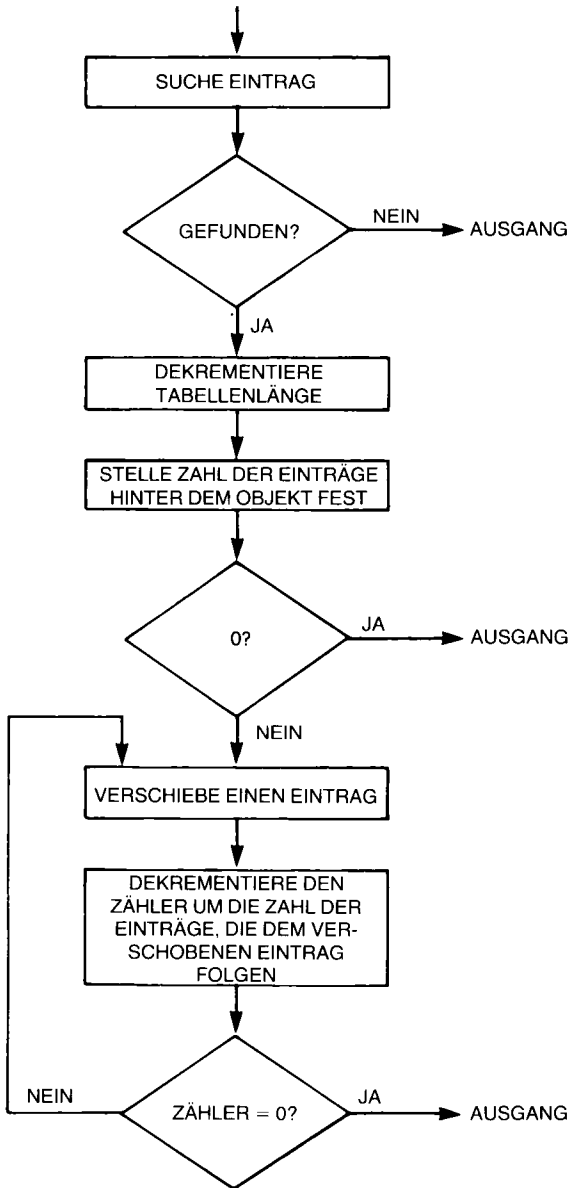 SUCHE EINTRAG
GEFUNDEN?
NEIN
AUSGANG
JA
DEKREMENTIERE
TABELLENLÄNGE
STELLE ZAHL DER EINTRÄGE
HINTER DEM OBJEKT FEST
0?
JA
AUSGANG
NEIN
VERSCHIEBE EINEN EINTRAG
DEKREMENTIERE DEN
ZÄHLER UM DIE ZAHL DER
EINTRÄGE, DIE DEM VER-
SCHOBENEN EINTRAG
FOLGEN
NEIN
ZÄHLER = 0?
JA
AUSGANG